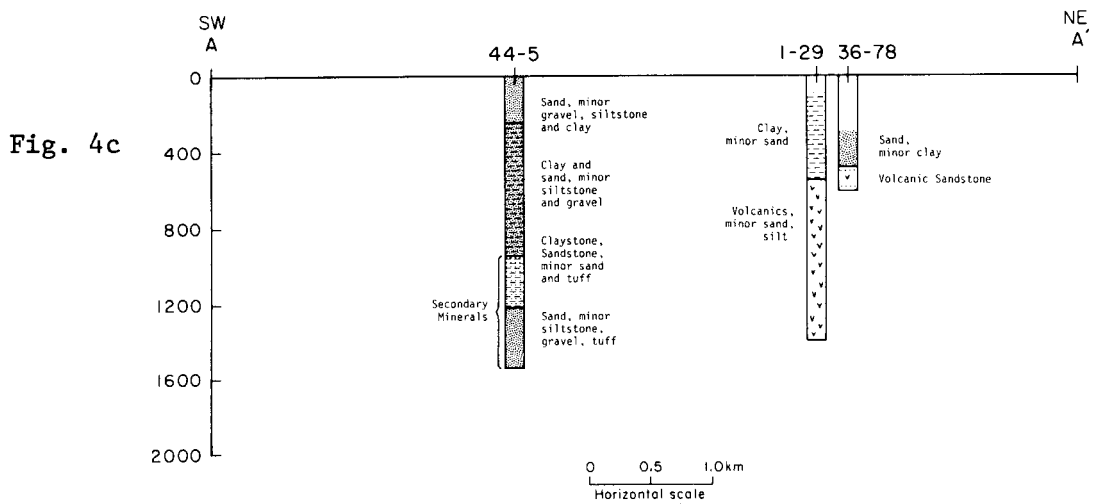 SW
A
NE
A'
44-5
1-29
36-78
Fig. 4c
0
400
800
1200
1600
2000
Sand, minor
gravel, siltstone
and clay
Clay and
sand, minor
siltstone
and gravel
Claystone,
Sandstone,
minor sand
and tuff
Secondary
Minerals
Sand, minor
siltstone,
gravel, tuff
Clay,
minor sand
Volcanics,
minor sand,
silt
Sand,
minor clay
Volcanic Sandstone
0 0.5 1.0km
Horizontal scale